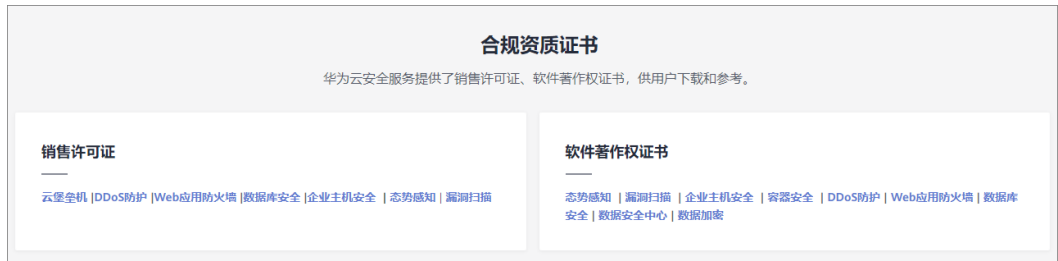 合规资质证书
华为云安全服务提供了销售许可证、软件著作权证书，供用户下载和参考。
销售许可证
云堡垒机 |DDoS防护 |Web应用防火墙 |数据库安全 |企业主机安全 | 态势感知 | 漏洞扫描
软件著作权证书
态势感知 | 漏洞扫描 | 企业主机安全 | 容器安全 | DDoS防护 | Web应用防火墙 | 数据库
安全 | 数据安全中心 | 数据加密